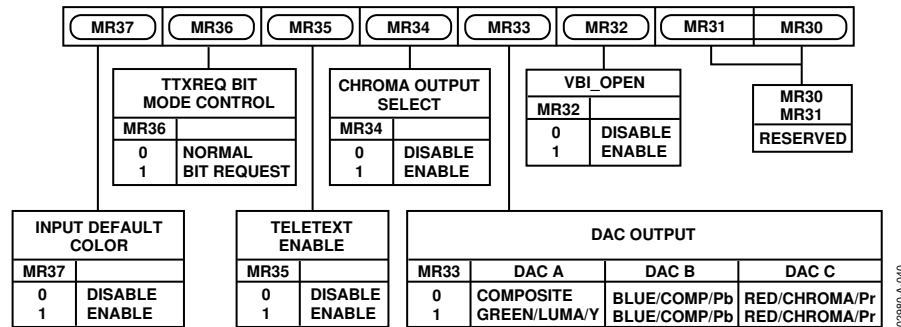 MR37 MR36 MR35 MR34 MR33 MR32 MR31 MR30
TTXREQ BIT
MODE CONTROL
MR36
0 NORMAL
1 BIT REQUEST
CHROMA OUTPUT
SELECT
MR34
0 DISABLE
1 ENABLE
VBI_OPEN
MR32
0 DISABLE
1 ENABLE
MR30
MR31
RESERVED
INPUT DEFAULT
COLOR
MR37
0 DISABLE
1 ENABLE
TELETEXT
ENABLE
MR35
0 DISABLE
1 ENABLE
DAC OUTPUT
MR33 DAC A DAC B DAC C
0 COMPOSITE BLUE/COMP/Pb RED/CHROMA/Pr
1 GREEN/LUMA/Y BLUE/COMP/Pb RED/CHROMA/Pr
02980-A-040